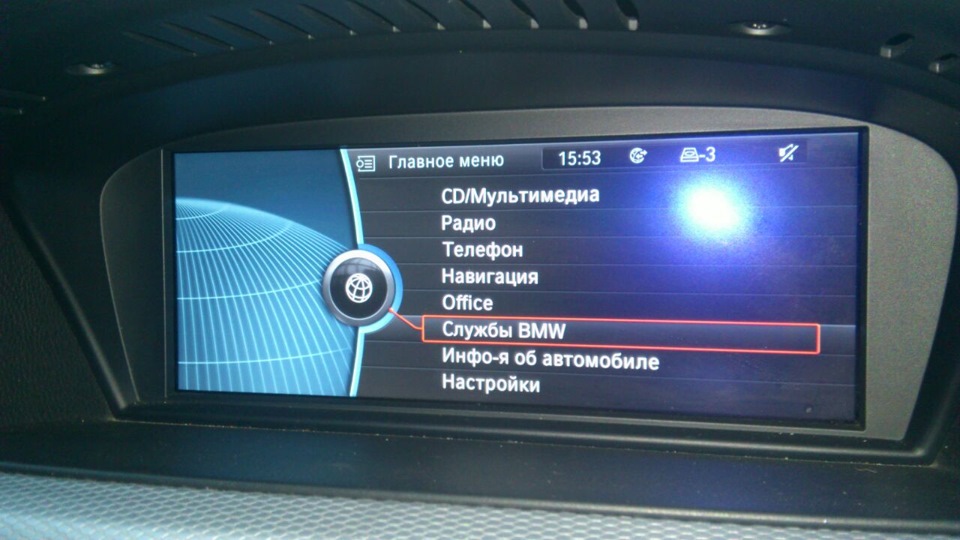 Главное меню 15:53 -3
CD/Мультимедиа
Радио
Телефон
Навигация
Office
Службы BMW
Инфо-я об автомобиле
Настройки